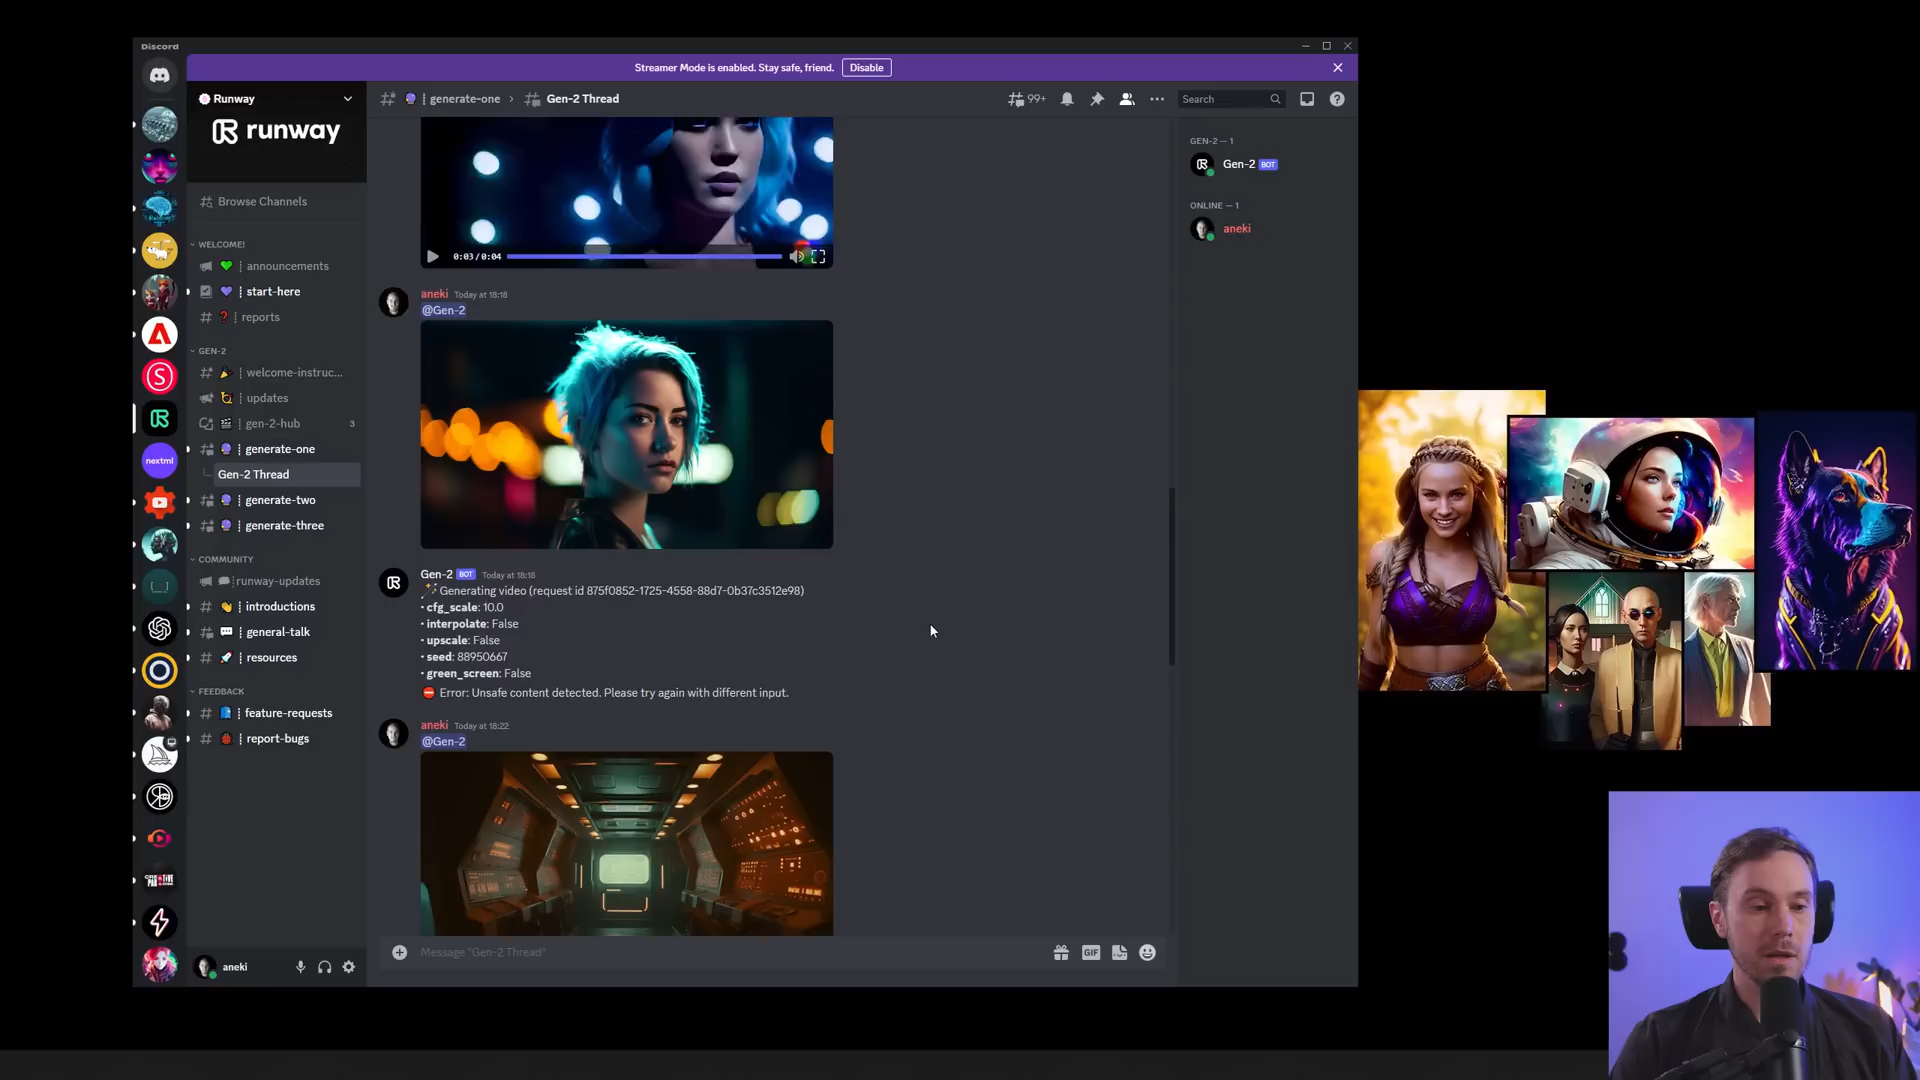 Discord
Streamer Mode is enabled. Stay safe, friend.
Disable
Runway
runway
Browse Channels
WELCOME!
announcements
start-here
reports
GEN-2
welcome-instruc...
updates
gen-2-hub
3
generate-one
Gen-2 Thread
generate-two
generate-three
COMMUNITY
runway-updates
introductions
general-talk
resources
FEEDBACK
feature-requests
report-bugs
nextml
aneki
generate-one
Gen-2 Thread
99+
Search
0:03 / 0:04
aneki Today at 18:18
@Gen-2
Gen-2 BOT Today at 18:18
Generating video (request id 875f0852-1725-4558-88d7-0b37c3512e98)
• cfg_scale: 10.0
• interpolate: False
• upscale: False
• seed: 88950667
• green_screen: False
Error: Unsafe content detected. Please try again with different input.
aneki Today at 18:22
@Gen-2
Message "Gen-2 Thread"
GIF
GEN-2 — 1
Gen-2 BOT
ONLINE — 1
aneki